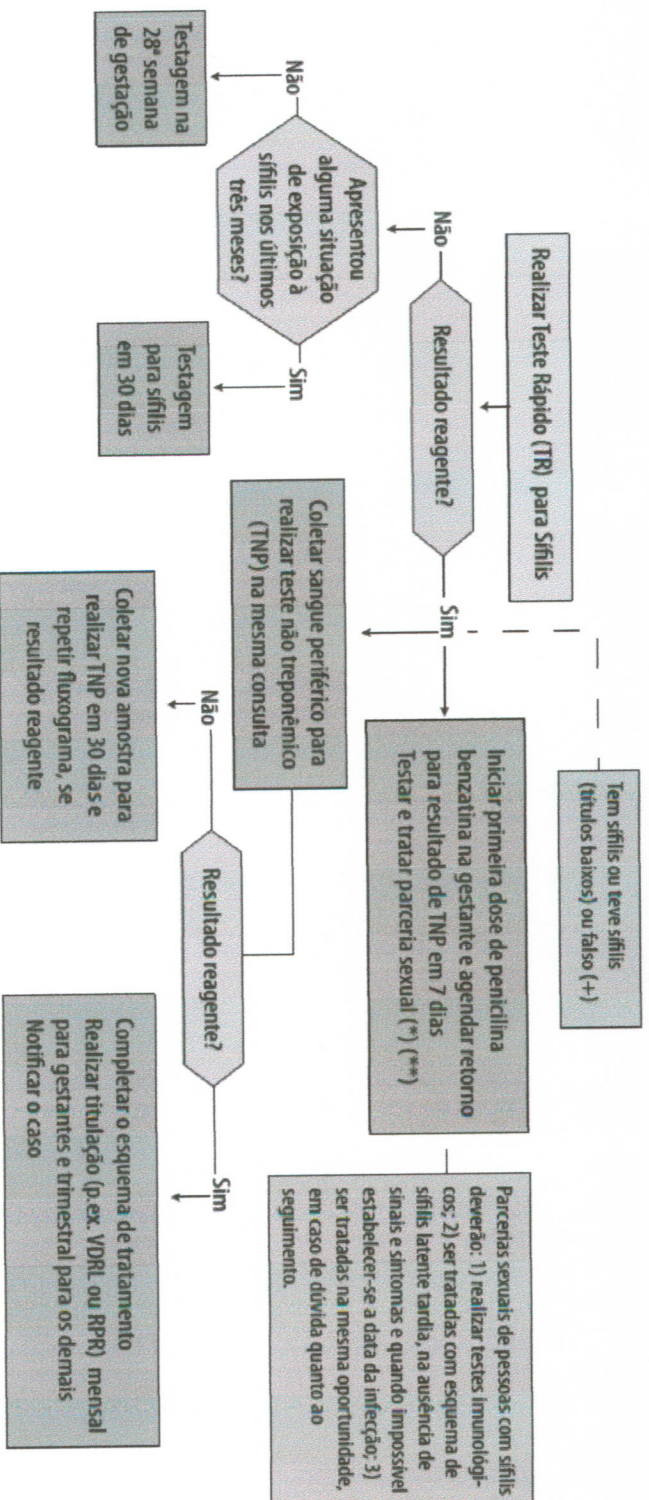 Realizar Teste Rápido (TR) para Sífilis
Resultado reagente?
Não
Sim
Tem sífilis ou teve sífilis
(títulos baixos) ou falso (+)
Iniciar primeira dose de penicilina
benzatina na gestante e agendar retorno
para resultado de TNP em 7 dias
Testar e tratar parceria sexual (*) (**)
Parcerias sexuais de pessoas com sífilis
deverão: 1) realizar testes imunológi-
cos; 2) ser tratadas com esquema de
sífilis latente tardia, na ausência de
sinais e sintomas e quando impossível
estabelecer-se a data da infecção; 3)
ser tratadas na mesma oportunidade,
em caso de dúvida quanto ao
seguimento.
Apresentou
alguma situação
de exposição à
sífilis nos últimos
três meses?
Não
Sim
Testagem na
28ª semana
de gestação
Testagem
para sífilis
em 30 dias
Coletar sangue periférico para
realizar teste não treponêmico
(TNP) na mesma consulta
Resultado reagente?
Não
Sim
Coletar nova amostra para
realizar TNP em 30 dias e
repetir fluxograma, se
resultado reagente
Completar o esquema de tratamento
Realizar titulação (p.ex. VDRL ou RPR) mensal
para gestantes e trimestral para os demais
Notificar o caso